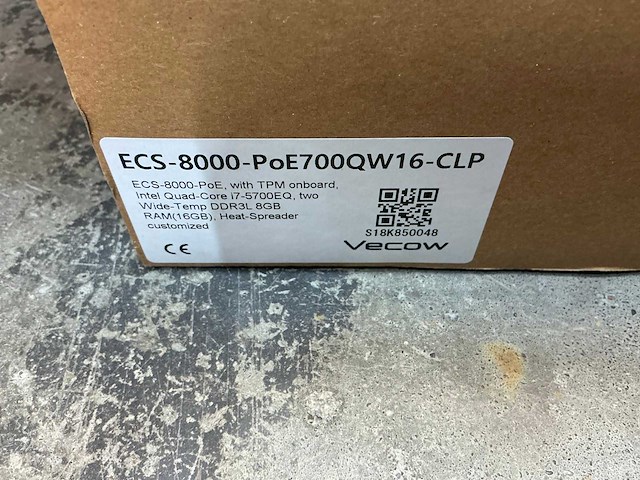 ECS-8000-PoE700QW16-CLP
ECS-8000-PoE, with TPM onboard,
Intel Quad-Core i7-5700EQ, two
Wide-Temp DDR3L 8GB
RAM(16GB), Heat-Spreader
customized
S18K850048
CE
Vecow